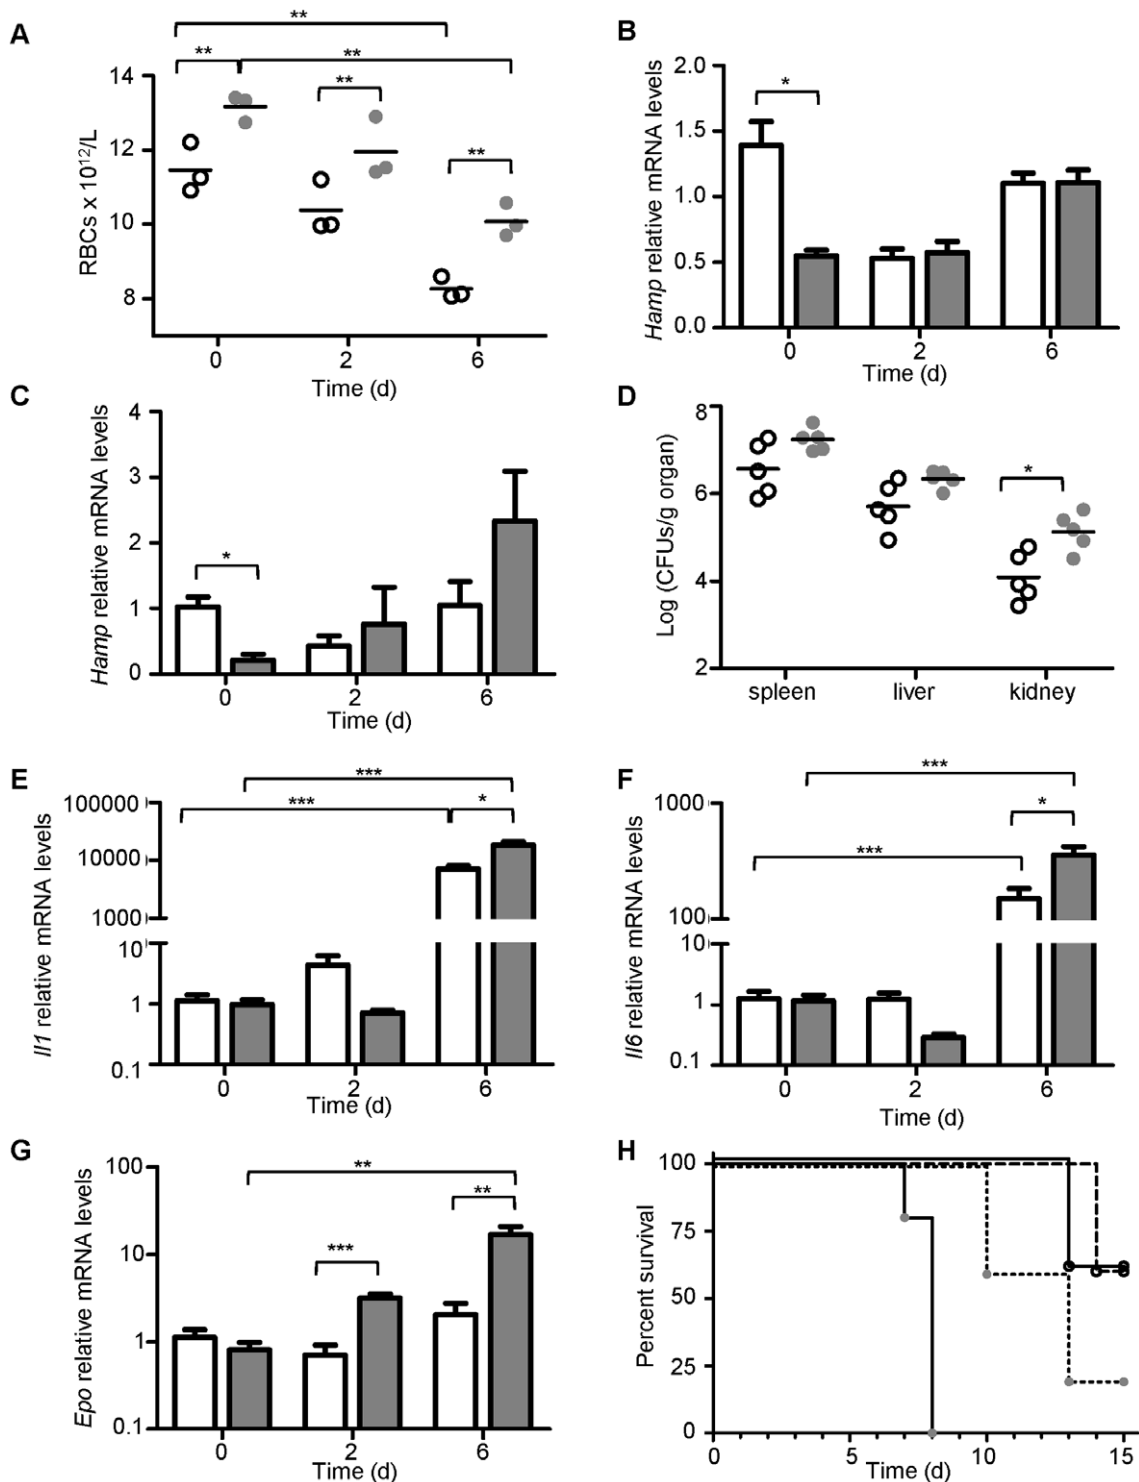 A
RBCs x 10¹²/L
14
12
10
8
** ** ** ** **
0 2 6
Time (d)
B
Hamp relative mRNA levels
2.0
1.5
1.0
0.5
0.0
*
0 2 6
Time (d)
C
Hamp relative mRNA levels
4
3
2
1
0
*
0 2 6
Time (d)
D
Log (CFUs/g organ)
8
6
4
2
*
spleen liver kidney
E
Il1 relative mRNA levels
100000
10000
1000
10
1
0.1
*** *** *
0 2 6
Time (d)
F
Il6 relative mRNA levels
1000
100
10
1
0.1
*** * ***
0 2 6
Time (d)
G
Epo relative mRNA levels
100
10
1
0.1
** ** ***
0 2 6
Time (d)
H
Percent survival
100
75
50
25
0
0 5 10 15
Time (d)